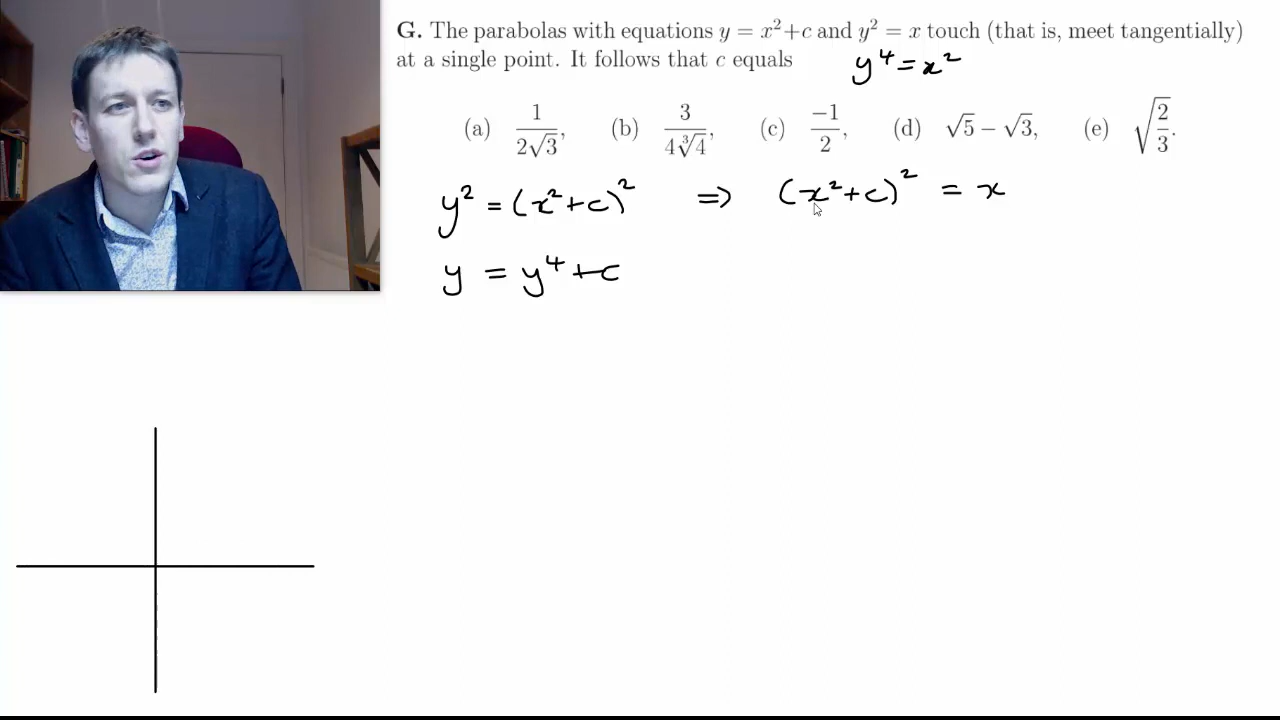 G. The parabolas with equations y = x² + c and y² = x touch (that is, meet tangentially)
at a single point. It follows that c equals y⁴ = x²
(a) 1/(2√3), (b) 3/(4∛4), (c) −1/2, (d) √5 − √3, (e) √(2/3).
y² = (x² + c)² ⇒ (x² + c)² = x
y = y⁴ + c